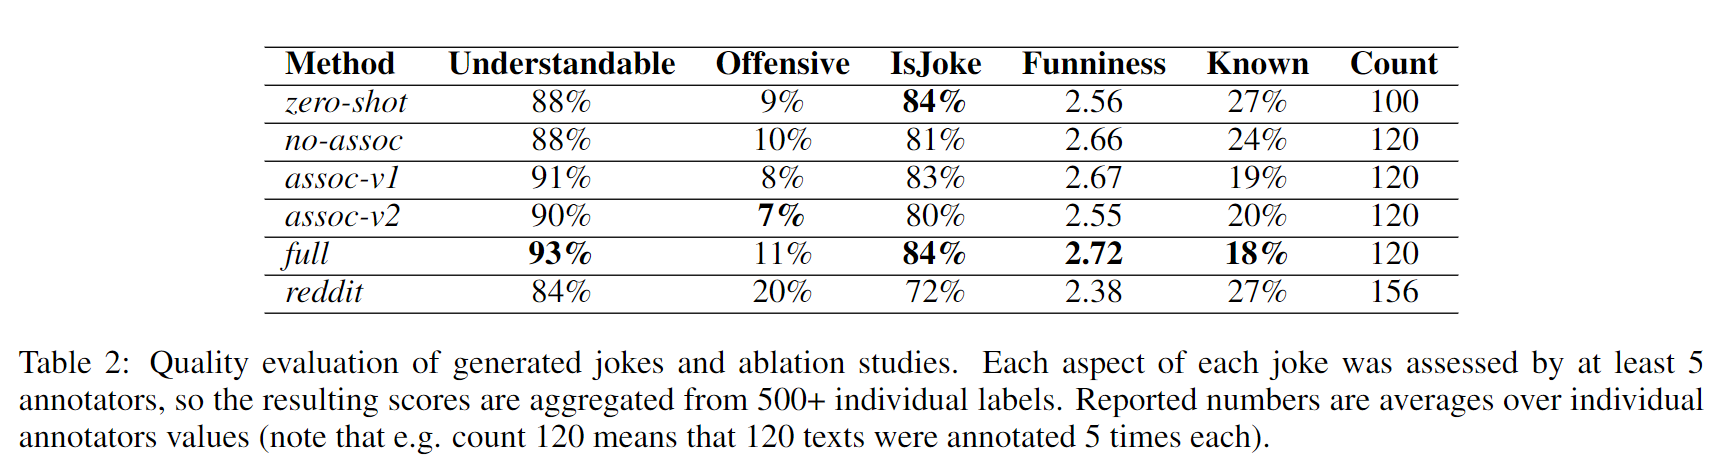 Method Understandable Offensive IsJoke Funniness Known Count
zero-shot 88% 9% 84% 2.56 27% 100
no-assoc 88% 10% 81% 2.66 24% 120
assoc-v1 91% 8% 83% 2.67 19% 120
assoc-v2 90% 7% 80% 2.55 20% 120
full 93% 11% 84% 2.72 18% 120
reddit 84% 20% 72% 2.38 27% 156
Table 2: Quality evaluation of generated jokes and ablation studies. Each aspect of each joke was assessed by at least 5
annotators, so the resulting scores are aggregated from 500+ individual labels. Reported numbers are averages over individual
annotators values (note that e.g. count 120 means that 120 texts were annotated 5 times each).